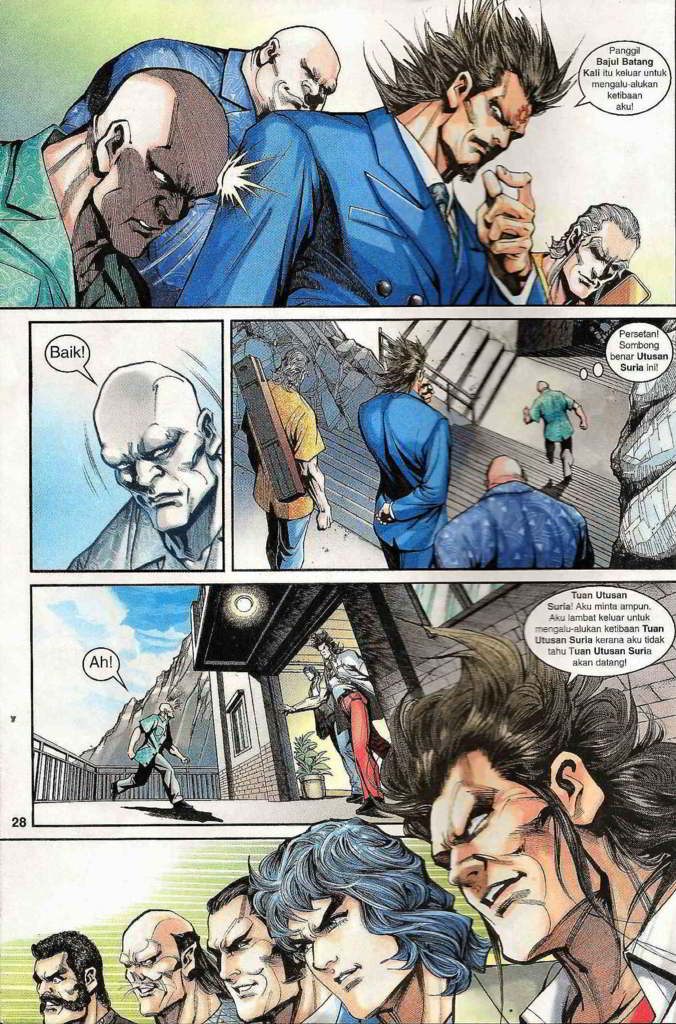 Panggil
Bajul Batang
Kali itu keluar untuk
mengalu-alukan
ketibaan
aku!
Baik!
Persetan!
Sombong
benar Utusan
Suria ini!
Ah!
Tuan Utusan
Suria! Aku minta ampun.
Aku lambat keluar untuk
mengalu-alukan ketibaan Tuan
Utusan Suria kerana aku tidak
tahu Tuan Utusan Suria
akan datang!
28